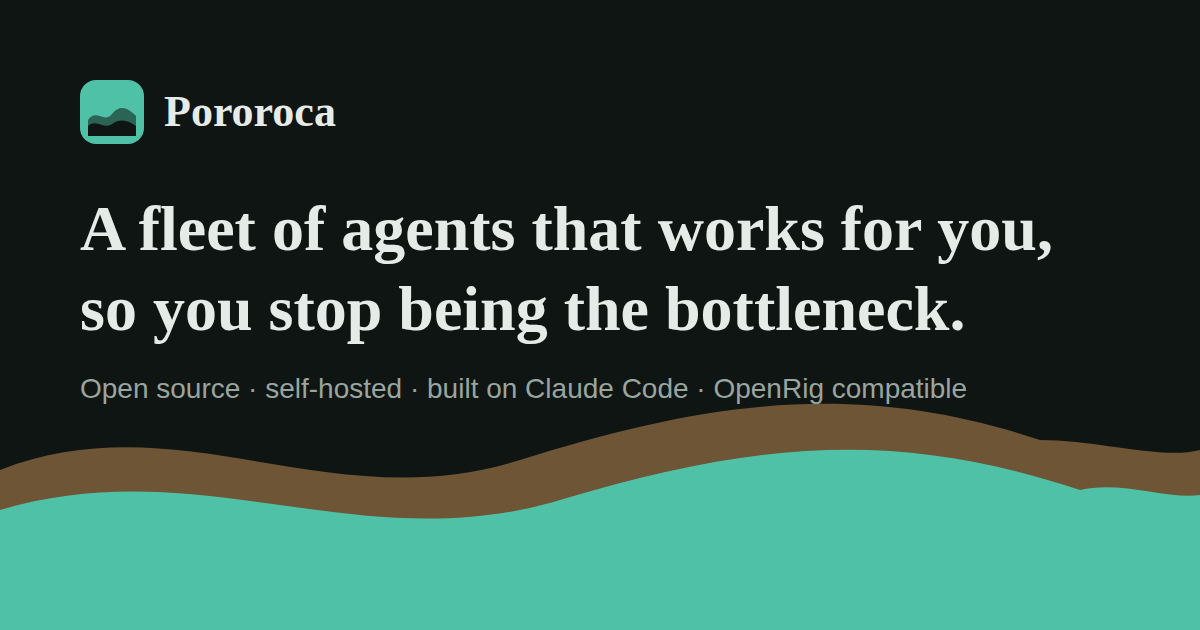 Pororoca
A fleet of agents that works for you,
so you stop being the bottleneck.
Open source · self-hosted · built on Claude Code · OpenRig compatible